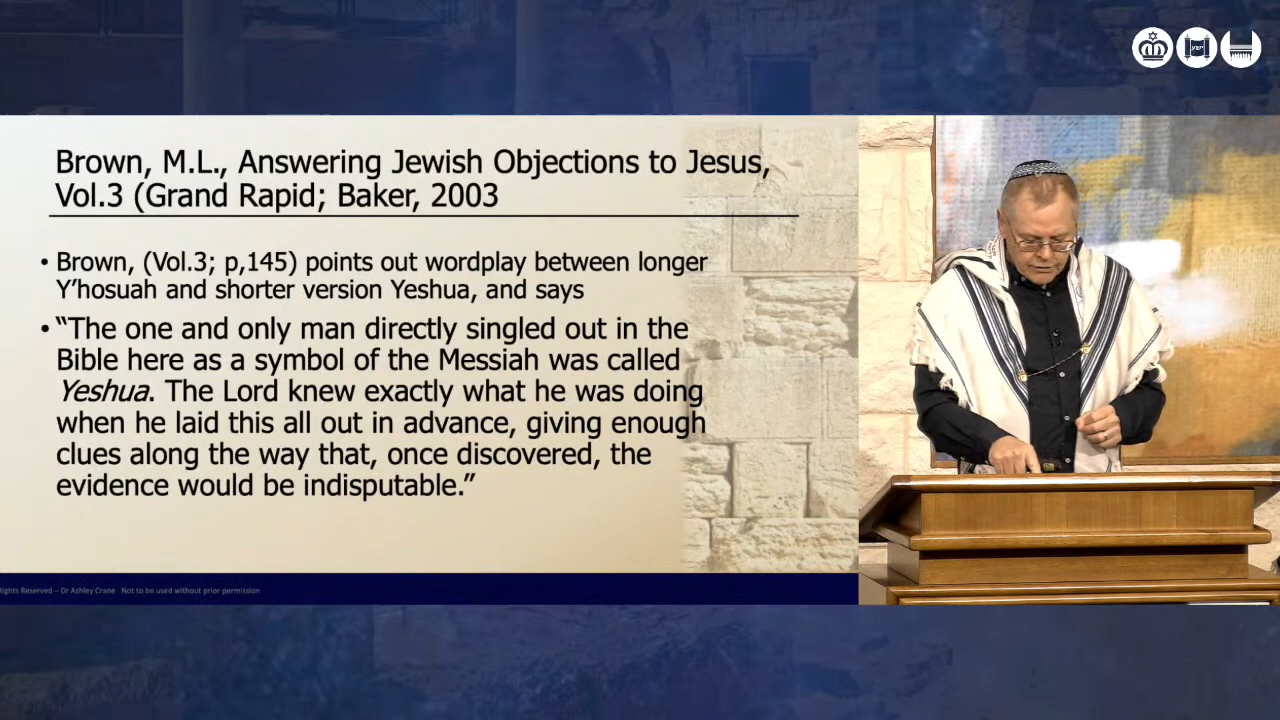 Brown, M.L., Answering Jewish Objections to Jesus,
Vol.3 (Grand Rapid; Baker, 2003
• Brown, (Vol.3; p,145) points out wordplay between longer
Y’hosuah and shorter version Yeshua, and says
• “The one and only man directly singled out in the
Bible here as a symbol of the Messiah was called
Yeshua. The Lord knew exactly what he was doing
when he laid this all out in advance, giving enough
clues along the way that, once discovered, the
evidence would be indisputable.”
Rights Reserved – Dr Ashley Crane Not to be used without prior permission